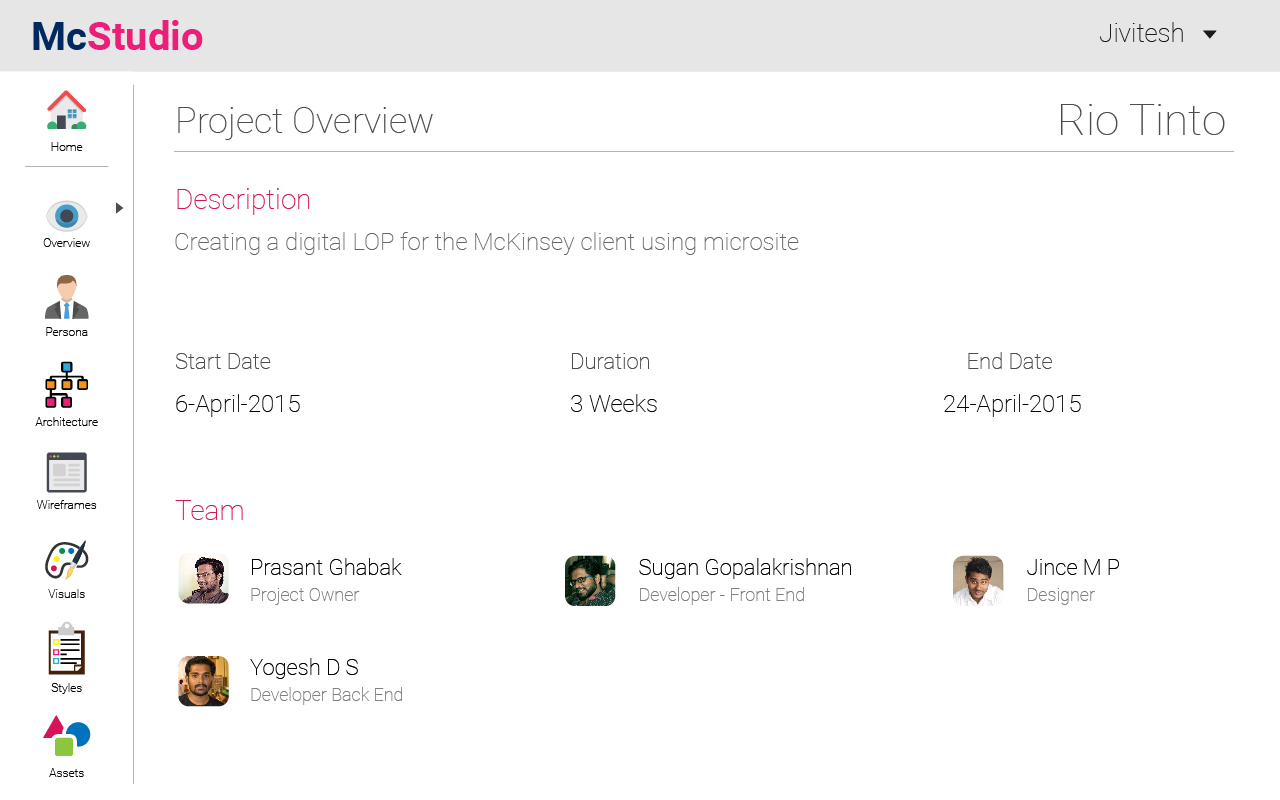 McStudio
Jivitesh
Home
Overview
Persona
Architecture
Wireframes
Visuals
Styles
Assets
Project Overview
Rio Tinto
Description
Creating a digital LOP for the McKinsey client using microsite
Start Date
Duration
End Date
6-April-2015
3 Weeks
24-April-2015
Team
Prasant Ghabak
Project Owner
Sugan Gopalakrishnan
Developer - Front End
Jince M P
Designer
Yogesh D S
Developer Back End